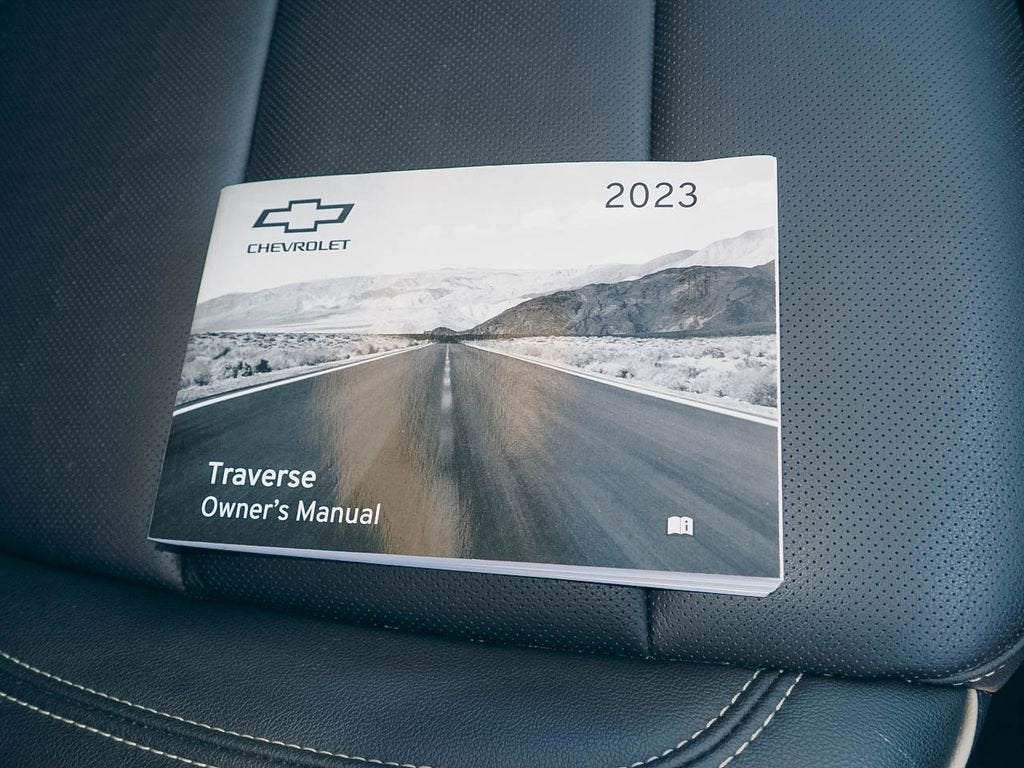 2023
CHEVROLET
Traverse
Owner's Manual